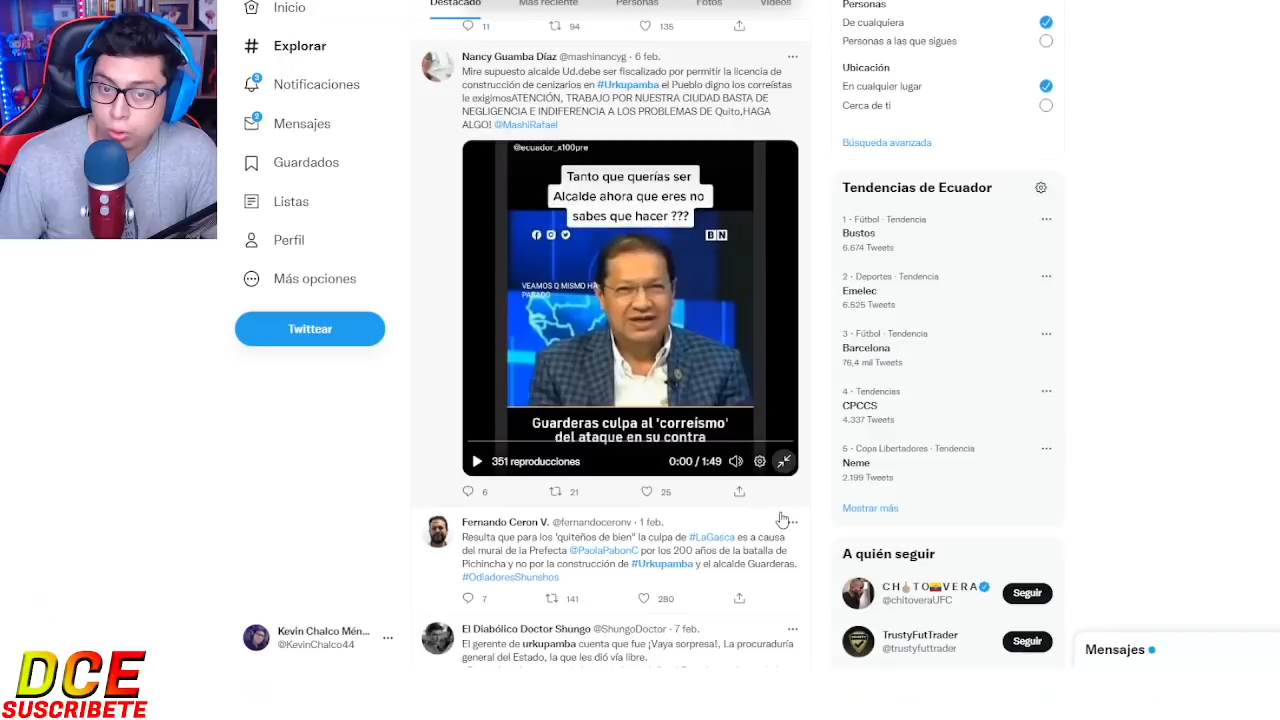 Inicio
Explorar
3
Notificaciones
2
Mensajes
Guardados
Listas
Perfil
Más opciones
Twittear
Kevin Chalco Mén...
@KevinChalco44
DCE
SUSCRIBETE
Destacado
Más reciente
Personas
Fotos
Videos
11 94 135
Nancy Guamba Díaz @mashinancyg · 6 feb.
Mire supuesto alcalde Ud.debe ser fiscalizado por permitir la licencia de
construcción de cenizarios en #Urkupamba el Pueblo digno los correístas
le exigimosATENCIÓN, TRABAJO POR NUESTRA CIUDAD BASTA DE
NEGLIGENCIA E INDIFERENCIA A LOS PROBLEMAS DE Quito,HAGA
ALGO! @MashiRafael
@ecuador_x100pre
Tanto que querías ser
Alcalde ahora que eres no
sabes que hacer ???
BN
VEAMOS Q MISMO HA
PASADO
Guarderas culpa al 'correísmo'
del ataque en su contra
351 reproducciones
0:00 / 1:49
6 21 25
Fernando Ceron V. @fernandoceronv · 1 feb.
Resulta que para los 'quiteños de bien" la culpa de #LaGasca es a causa
del mural de la Prefecta @PaolaPabonC por los 200 años de la batalla de
Pichincha y no por la construcción de #Urkupamba y el alcalde Guarderas.
#OdiadoresShunshos
7 141 280
El Diabólico Doctor Shungo @ShungoDoctor · 7 feb.
El gerente de urkupamba cuenta que fue ¡Vaya sorpresa!, La procuraduría
general del Estado, la que les dió vía libre.
Personas
De cualquiera
Personas a las que sigues
Ubicación
En cualquier lugar
Cerca de ti
Búsqueda avanzada
Tendencias de Ecuador
1 · Fútbol · Tendencia
Bustos
6.674 Tweets
2 · Deportes · Tendencia
Emelec
6.525 Tweets
3 · Fútbol · Tendencia
Barcelona
76,4 mil Tweets
4 · Tendencias
CPCCS
4.337 Tweets
5 · Copa Libertadores · Tendencia
Neme
2.199 Tweets
Mostrar más
A quién seguir
CHITO VERA
@chitoveraUFC
Seguir
TrustyFutTrader
@trustyfuttrader
Seguir
Mensajes